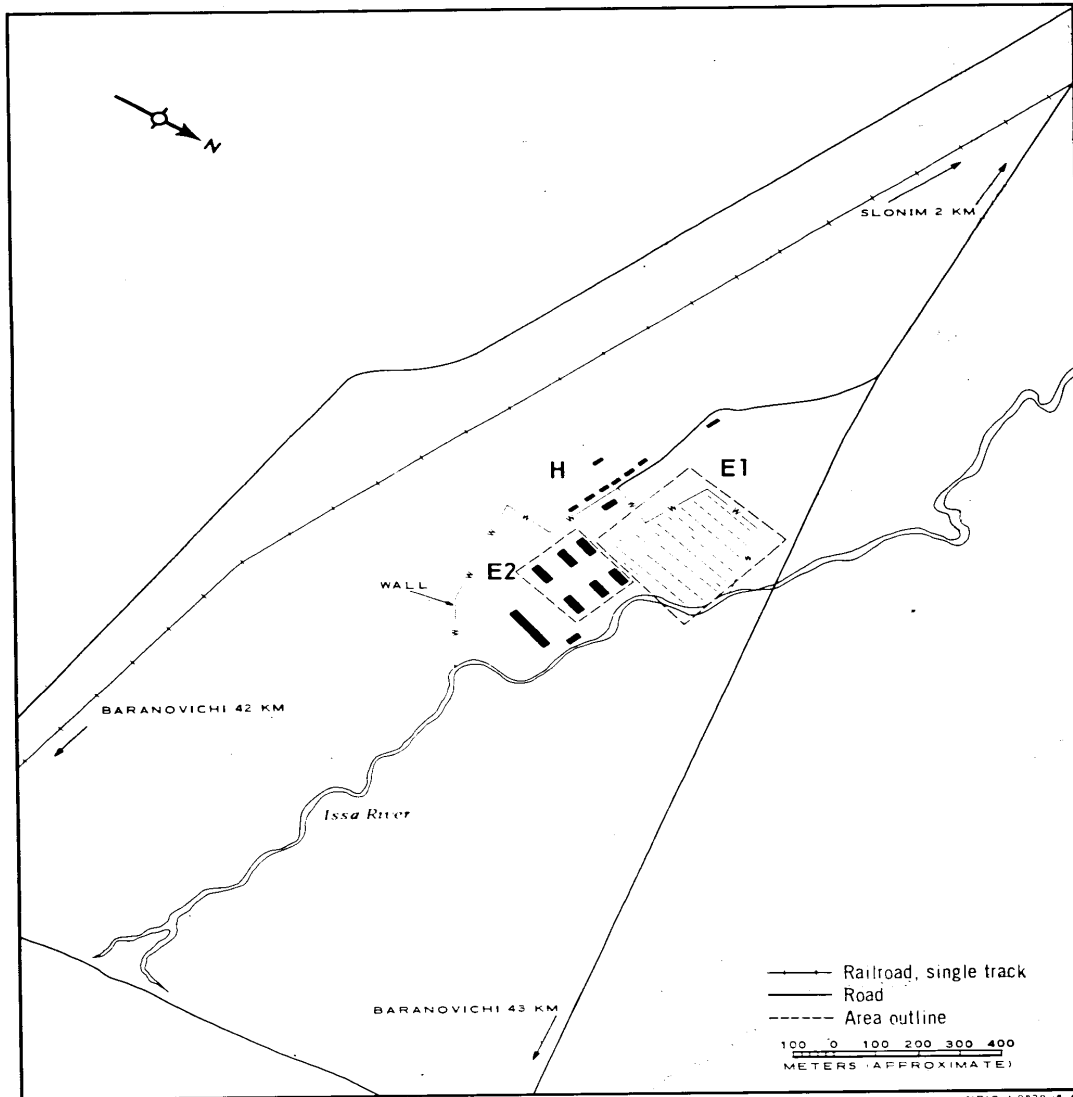 N
SLONIM 2 KM
H
E1
E2
WALL
BARANOVICHI 42 KM
Issa River
BARANOVICHI 43 KM
Railroad, single track
Road
Area outline
100 0 100 200 300 400
METERS (APPROXIMATE)